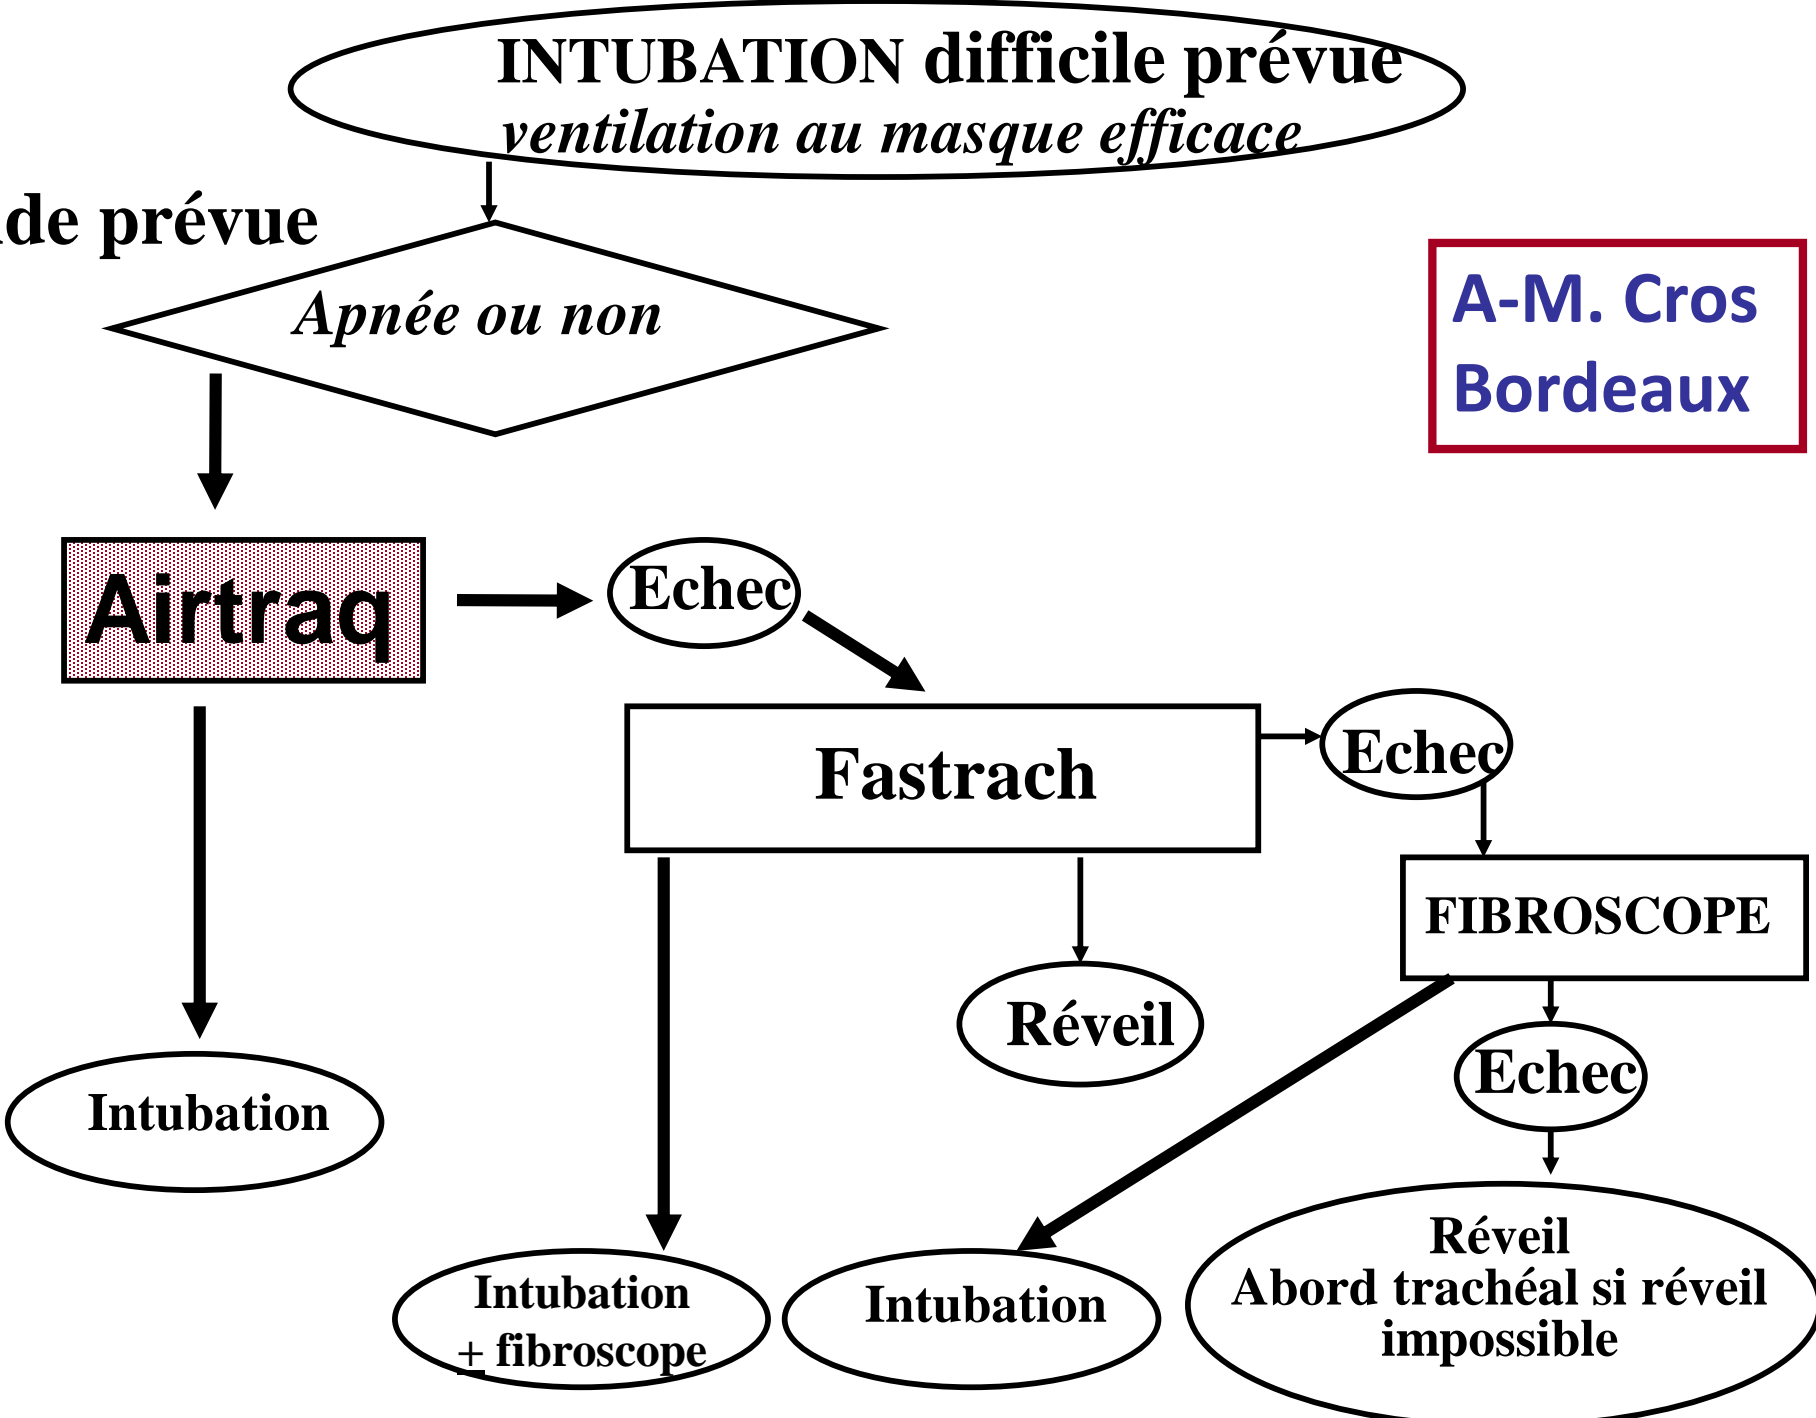 INTUBATION difficile prévue
ventilation au masque efficace
de prévue
Apnée ou non
A-M. Cros
Bordeaux
Airtraq
Echec
Fastrach
Echec
FIBROSCOPE
Réveil
Echec
Intubation
Intubation
+ fibroscope
Intubation
Réveil
Abord trachéal si réveil
impossible